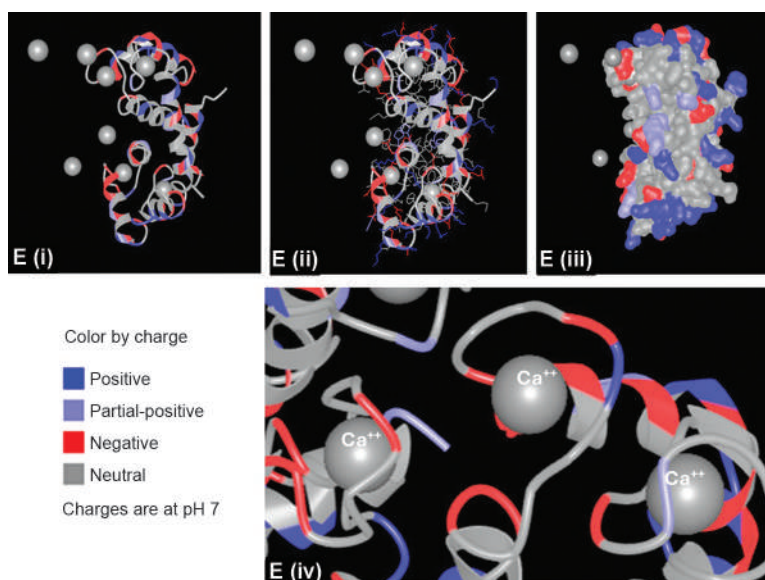 E (i)
E (ii)
E (iii)
Color by charge
Positive
Partial-positive
Negative
Neutral
Charges are at pH 7
Ca⁺⁺
Ca⁺⁺
Ca⁺⁺
E (iv)